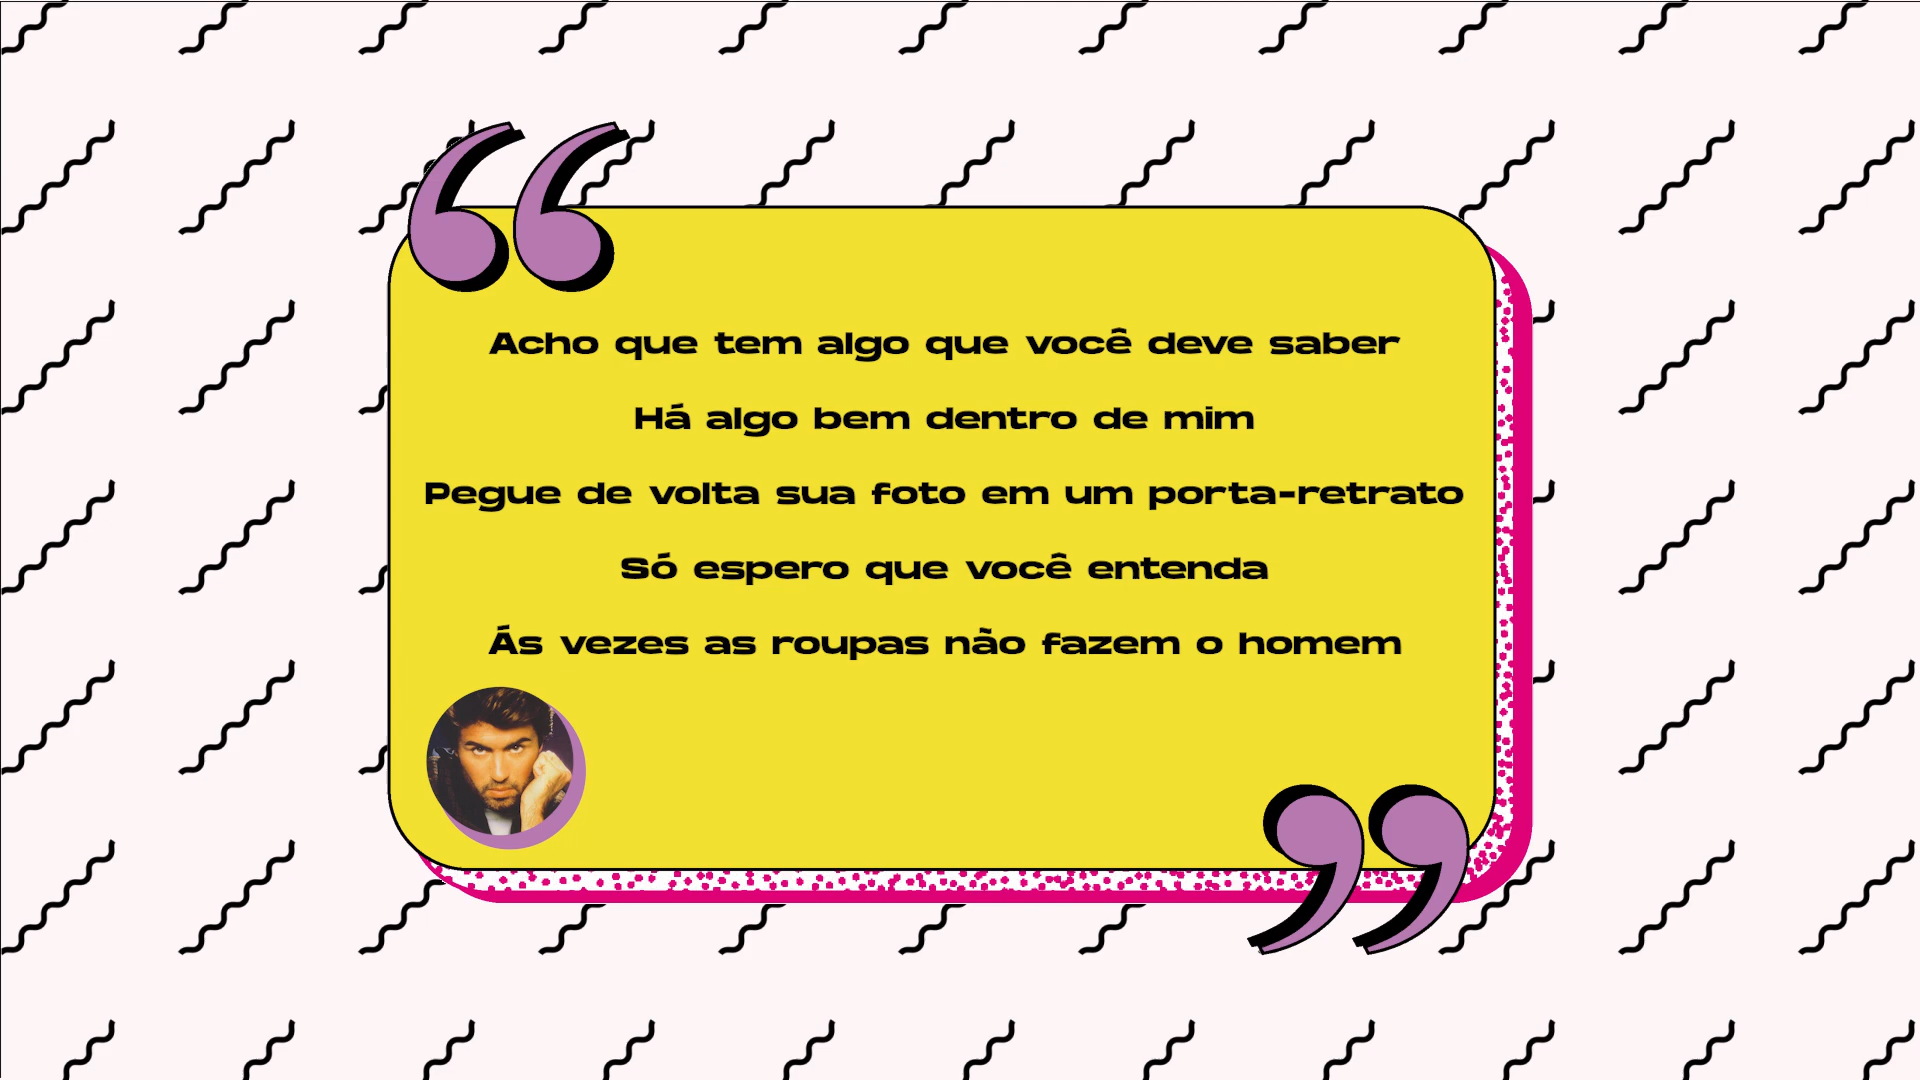 Acho que tem algo que você deve saber
Há algo bem dentro de mim
Pegue de volta sua foto em um porta-retrato
Só espero que você entenda
Ás vezes as roupas não fazem o homem